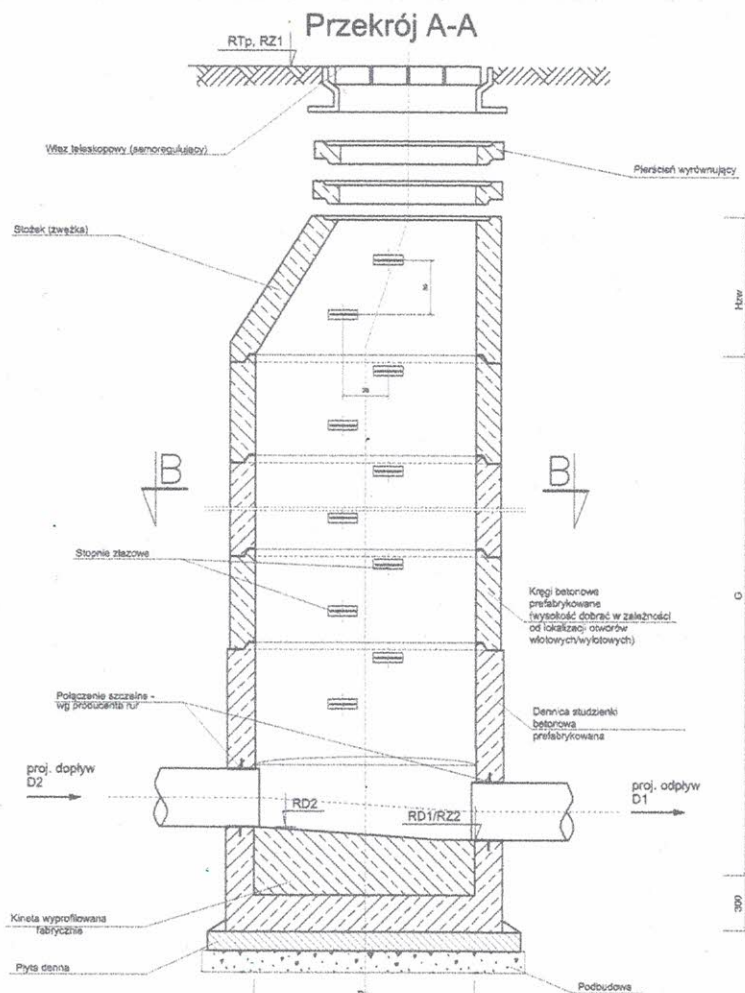 Przekrój A-A
RTp, RZ1
Właz teleskopowy (samoregulujący)
Pierścień wyrównujący
Stożek (zwężka)
Hzw
B
B
Stopnie złazowe
Kręgi betonowe
prefabrykowane
(wysokość dobrać w zależności
od lokalizacji otworów
wlotowych/wylotowych)
G
Połączenie szczelne -
wg producenta rur
Dennica studzienki
betonowa
prefabrykowana
proj. dopływ
D2
RD2
RD1/RZ2
proj. odpływ
D1
300
Kineta wyprofilowana
fabrycznie
Płyta denna
Podbudowa